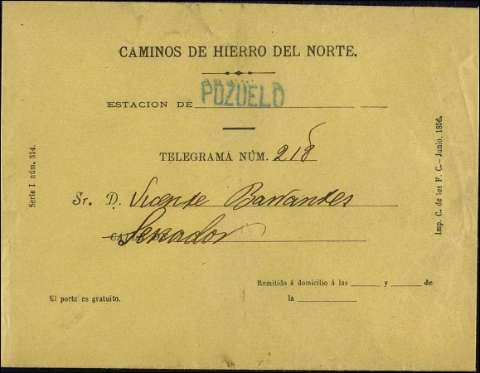 CAMINOS DE HIERRO DEL NORTE.
ESTACION DE POZUELO
TELEGRAMA NÚM. 218
Sr. D. Vicente Barrantes
Senador
Remitido á domicilio á las y de
la
El porte es gratuito.
Serie I núm. 314.
Imp. C. de los F. C.—Junio, 1886.